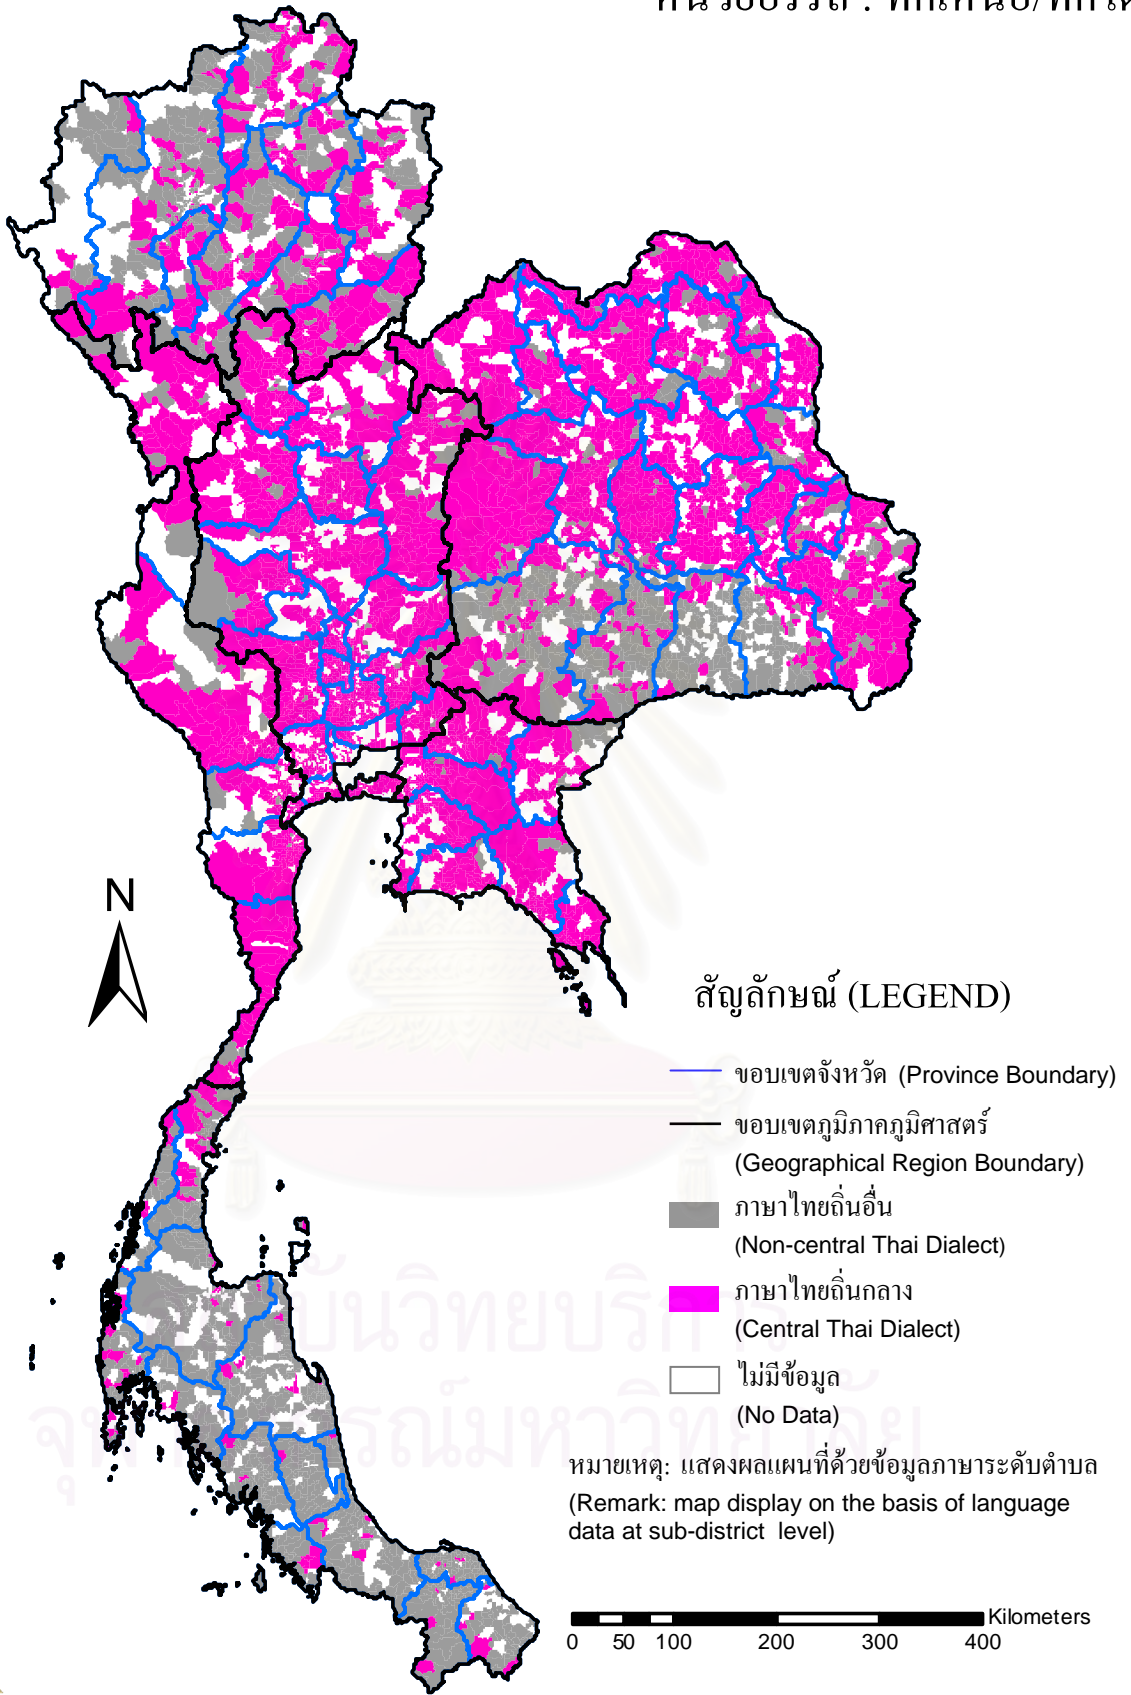 N
สัญลักษณ์ (LEGEND)
ขอบเขตจังหวัด (Province Boundary)
ขอบเขตภูมิภาคภูมิศาสตร์
(Geographical Region Boundary)
ภาษาไทยถิ่นอื่น
(Non-central Thai Dialect)
ภาษาไทยถิ่นกลาง
(Central Thai Dialect)
ไม่มีข้อมูล
(No Data)
หมายเหตุ: แสดงผลแผนที่ด้วยข้อมูลภาษาระดับตำบล
(Remark: map display on the basis of language
data at sub-district level)
Kilometers
0 50 100 200 300 400